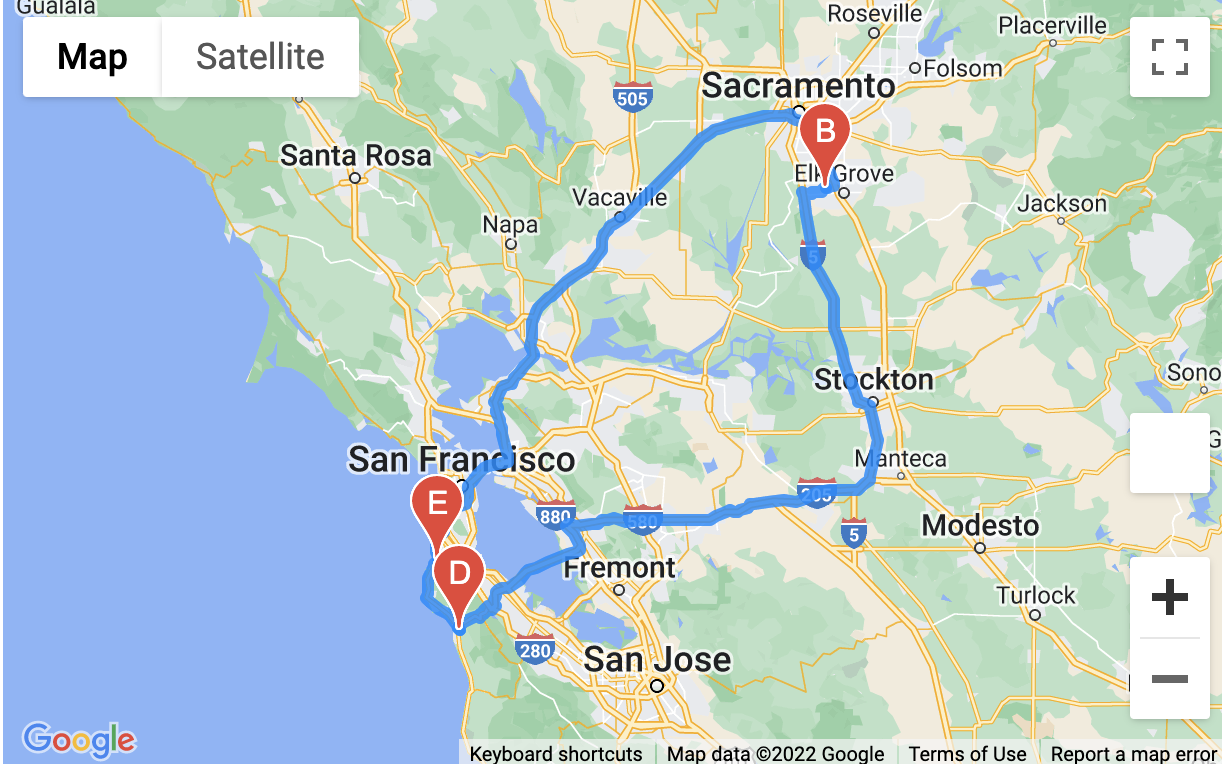 Gualala
Roseville
Placerville
Map
Satellite
Folsom
Sacramento
505
B
Santa Rosa
Elk Grove
Vacaville
Jackson
Napa
5
Stockton
Sono
G
San Francisco
Manteca
205
E
880
580
Modesto
5
D
Fremont
Turlock
280
San Jose
Google
Keyboard shortcuts
Map data ©2022 Google
Terms of Use
Report a map error